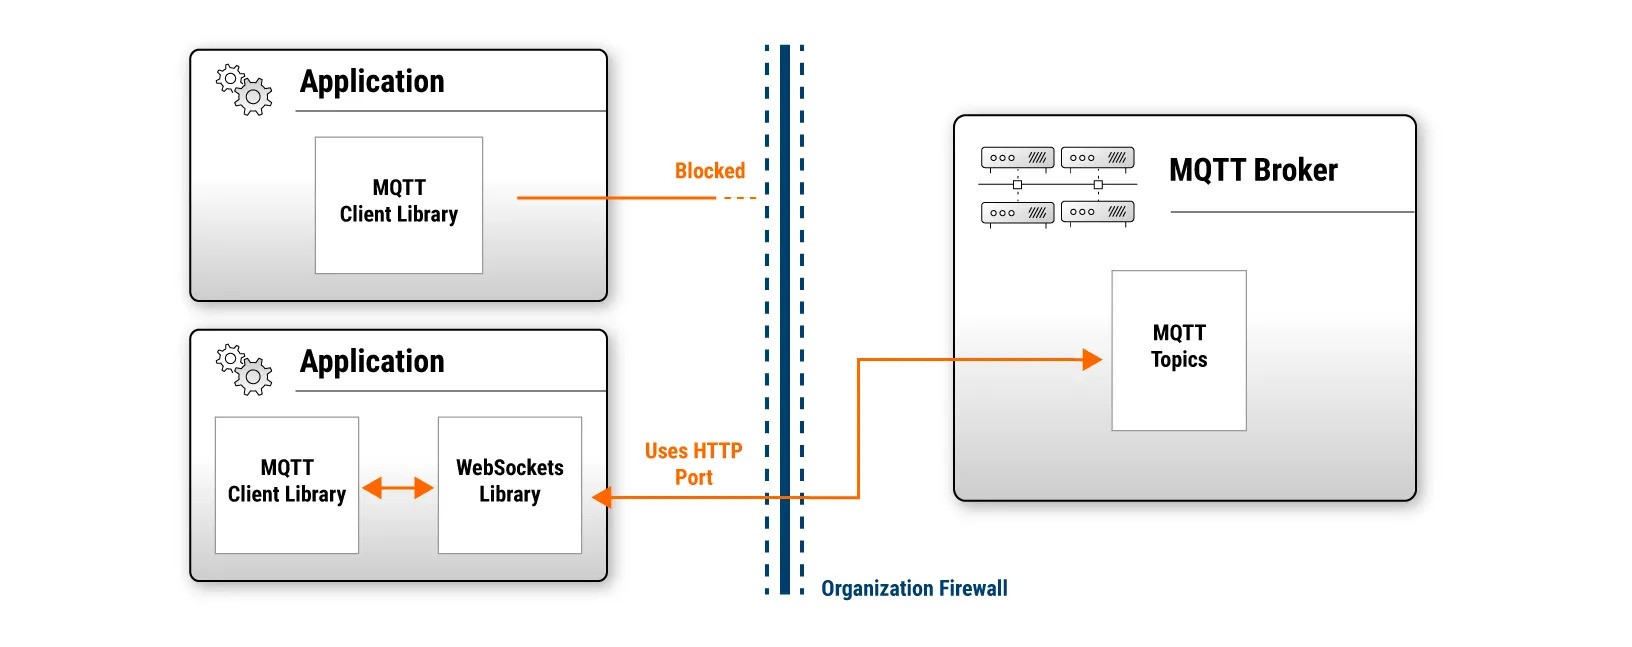 Application
MQTT
Client Library
Blocked
MQTT Broker
MQTT
Topics
Application
MQTT
Client Library
WebSockets
Library
Uses HTTP
Port
Organization Firewall